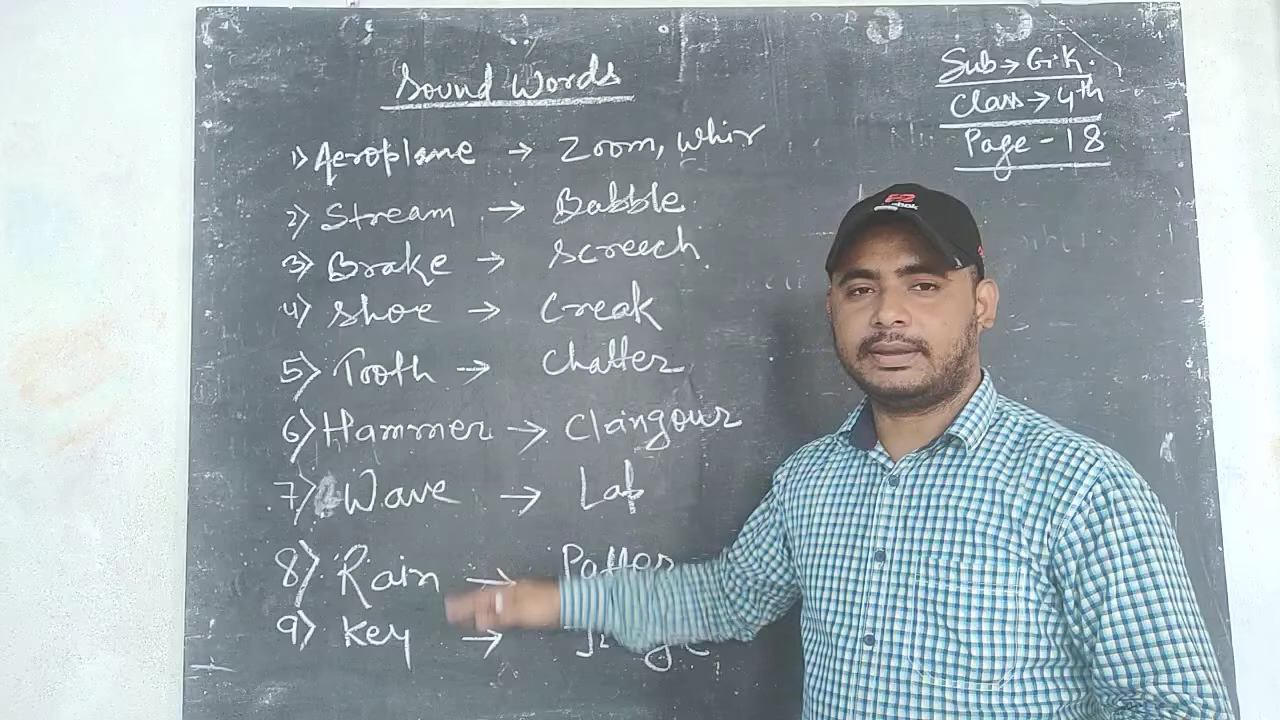 Sound Words
Sub → G.K.
Class → 4th
Page - 18
1) Aeroplane → Zoom, Whir
2) Stream → Babble
3) Brake → Screech
4) Shoe → Creak
5) Tooth → Chatter
6) Hammer → Clangour
7) Wave → Lap
8) Rain → Patter
9) Key →